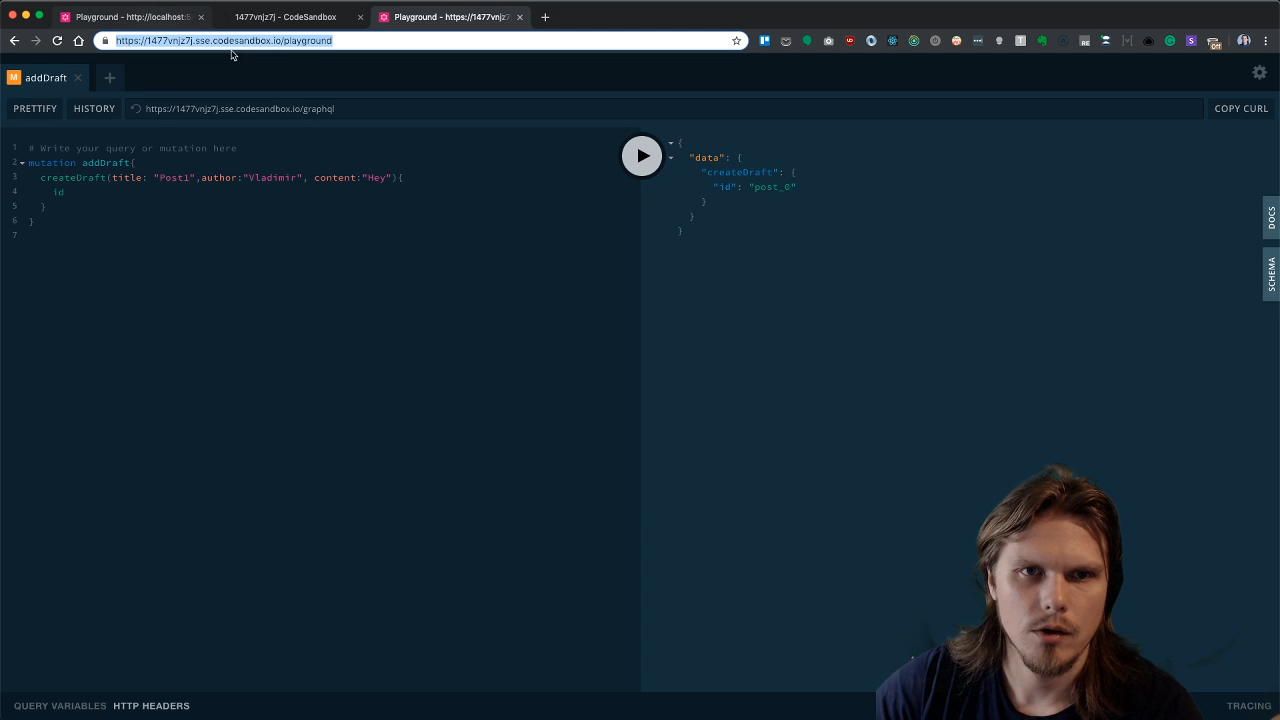 Playground - http://localhost:
1477vnjz7j - CodeSandbox
Playground - https://1477vnjz7
https://1477vnjz7j.sse.codesandbox.io/playground
UD
RE
T
S
Off
M addDraft
PRETTIFY
HISTORY
https://1477vnjz7j.sse.codesandbox.io/graphql
COPY CURL
1 # Write your query or mutation here
2 mutation addDraft{
3 createDraft(title: "Post1",author:"Vladimir", content:"Hey"){
4 id
5 }
6 }
7
{
"data": {
"createDraft": {
"id": "post_0"
}
}
}
DOCS
SCHEMA
QUERY VARIABLES
HTTP HEADERS
TRACING